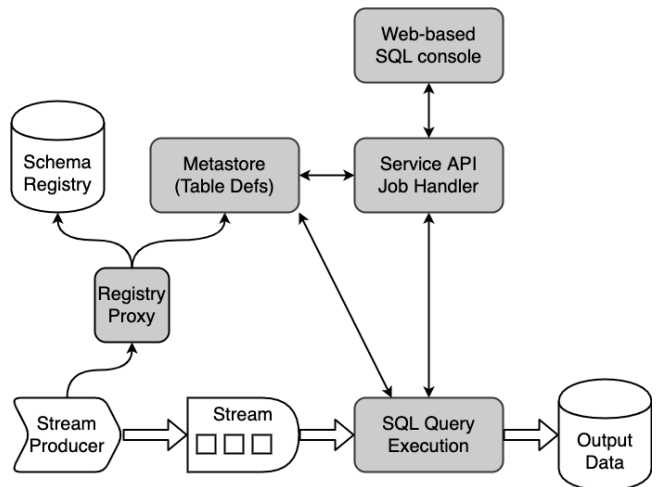 Web-based
SQL console
Schema
Registry
Metastore
(Table Defs)
Service API
Job Handler
Registry
Proxy
Stream
Producer
Stream
SQL Query
Execution
Output
Data